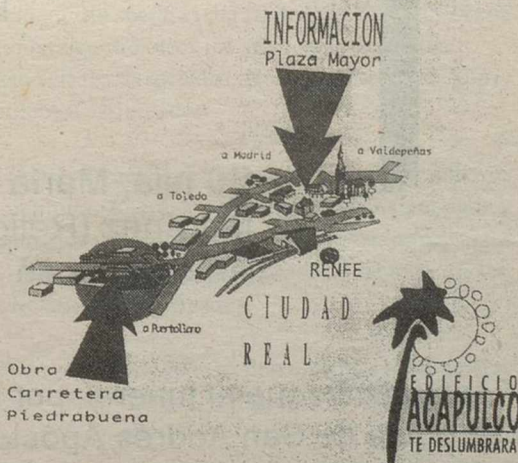 INFORMACION
Plaza Mayor
a Madrid
a Valdepeñas
a Toledo
RENFE
CIUDAD
REAL
a Puertollano
Obra
Carretera
Piedrabuena
EDIFICIO
ACAPULCO
TE DESLUMBRARA